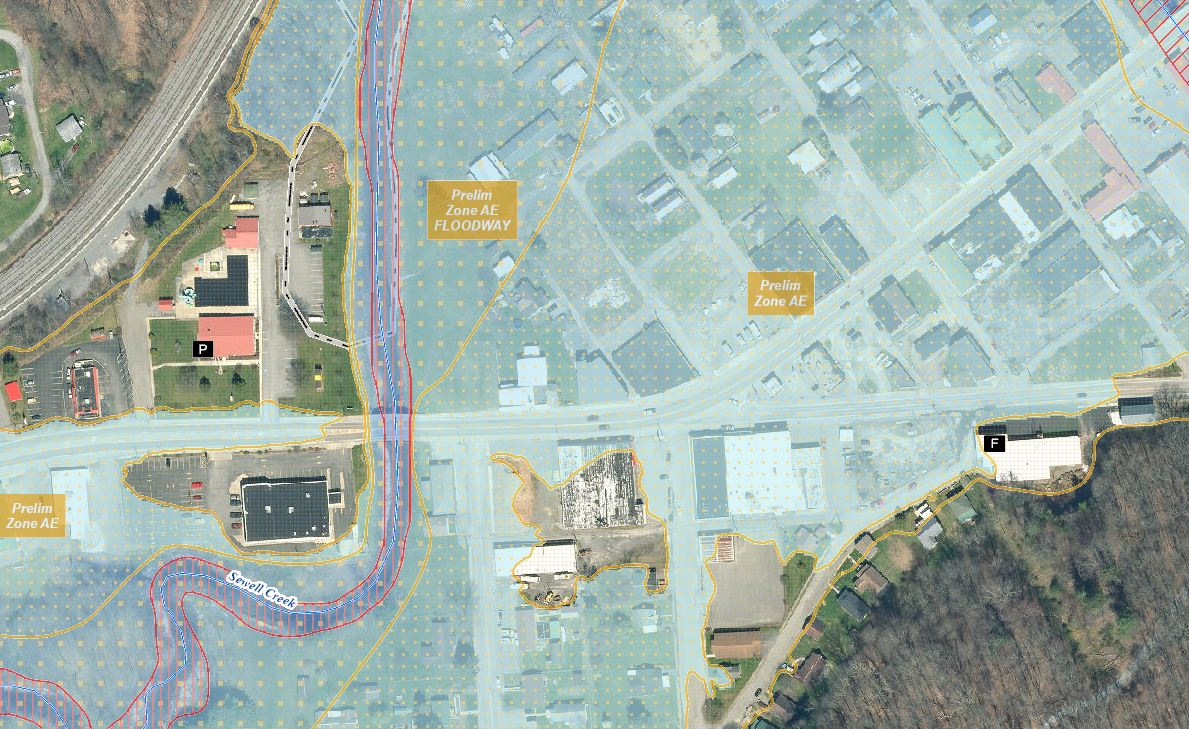 Prelim
Zone AE
FLOODWAY
Prelim
Zone AE
P
F
Prelim
Zone AE
Sewell Creek